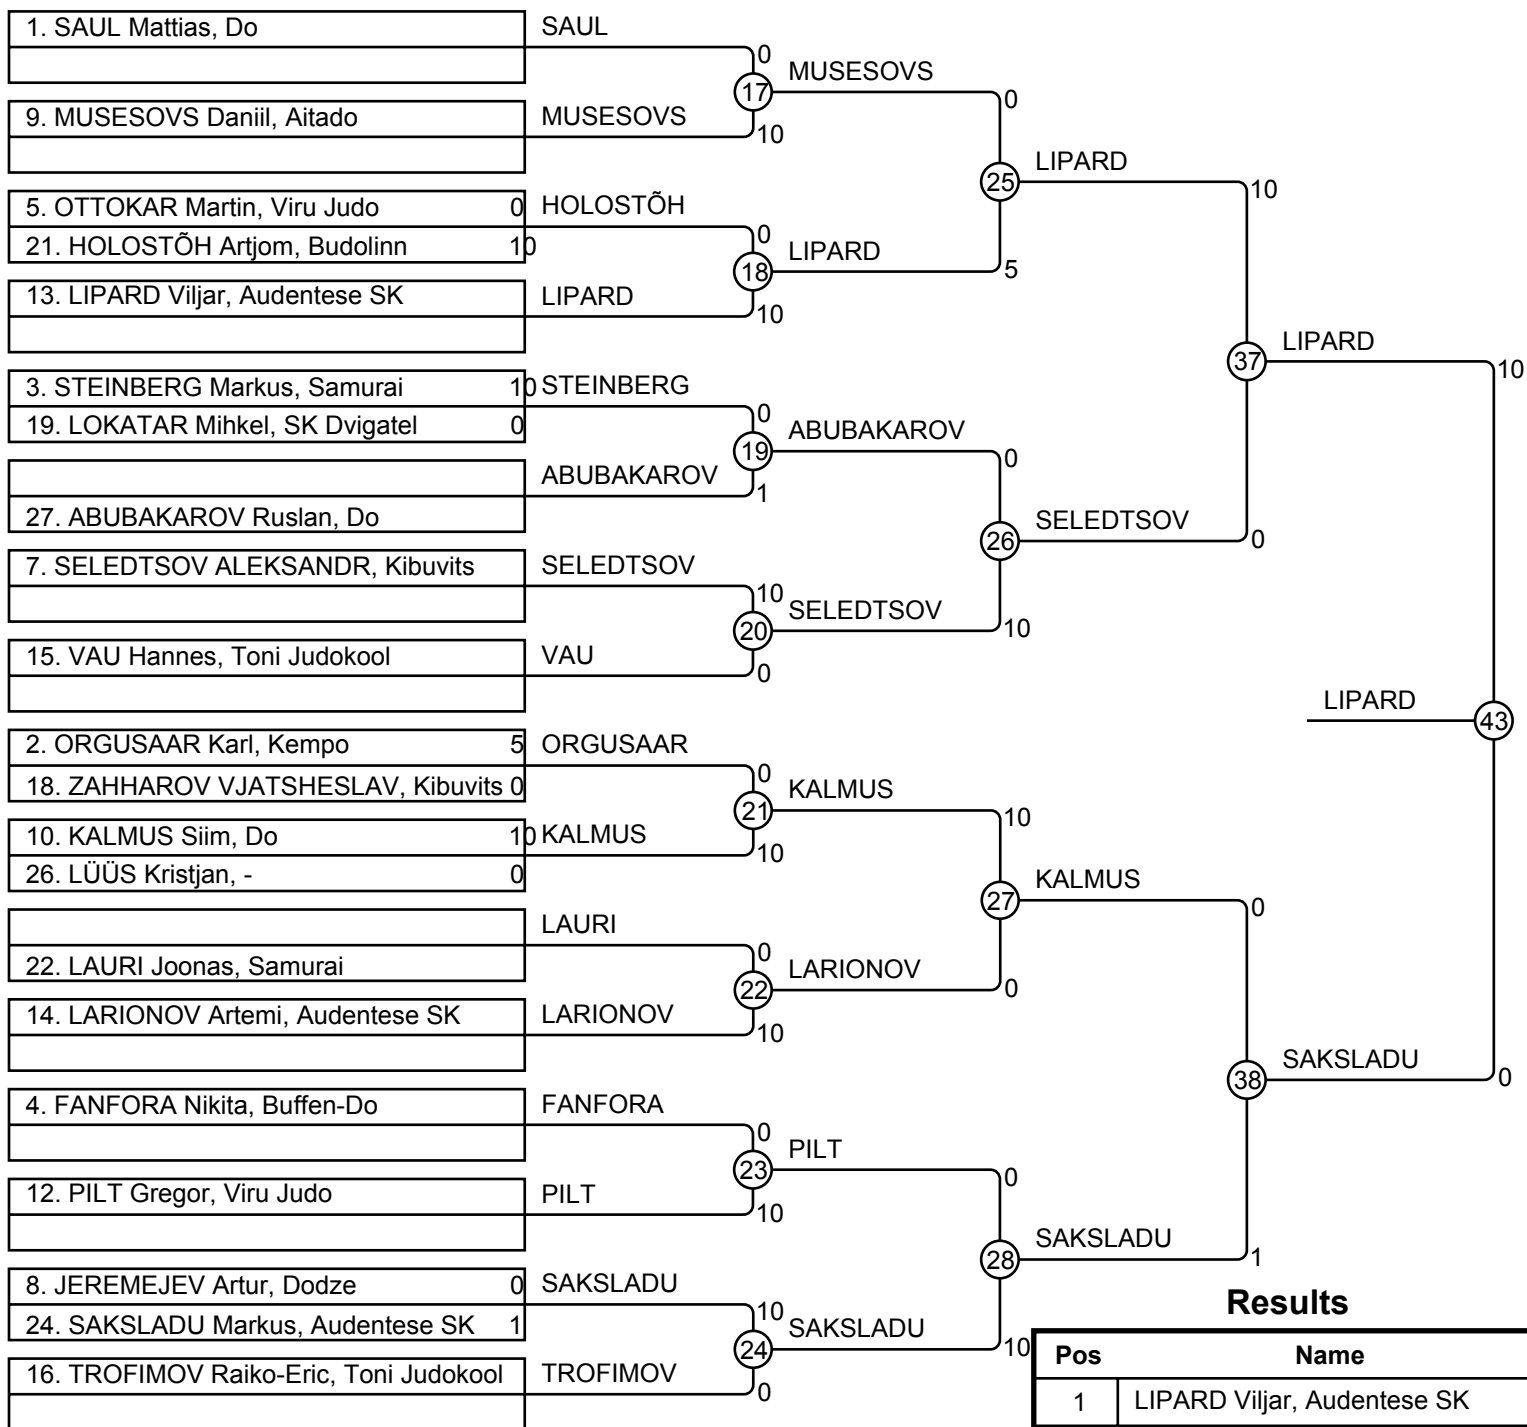 1. SAUL Mattias, Do
SAUL
0
17
MUSESOVS
9. MUSESOVS Daniil, Aitado
MUSESOVS
10
0
25
LIPARD
5. OTTOKAR Martin, Viru Judo 0
HOLOSTÕH
21. HOLOSTÕH Artjom, Budolinn 10
0
18
LIPARD
5
13. LIPARD Viljar, Audentese SK
LIPARD
10
10
37
LIPARD
3. STEINBERG Markus, Samurai 10
STEINBERG
19. LOKATAR Mihkel, SK Dvigatel 0
0
19
ABUBAKAROV
ABUBAKAROV
1
27. ABUBAKAROV Ruslan, Do
0
26
SELEDTSOV
0
7. SELEDTSOV ALEKSANDR, Kibuvits
SELEDTSOV
10
20
SELEDTSOV
10
15. VAU Hannes, Toni Judokool
VAU
0
10
LIPARD
43
2. ORGUSAAR Karl, Kempo 5
ORGUSAAR
18. ZAHHAROV VJATSHESLAV, Kibuvits 0
0
21
KALMUS
10
10. KALMUS Siim, Do 10
KALMUS
10
26. LÜÜS Kristjan, - 0
27
KALMUS
0
LAURI
0
22. LAURI Joonas, Samurai
22
LARIONOV
0
14. LARIONOV Artemi, Audentese SK
LARIONOV
10
38
SAKSLADU
0
4. FANFORA Nikita, Buffen-Do
FANFORA
0
23
PILT
0
12. PILT Gregor, Viru Judo
PILT
10
28
SAKSLADU
1
8. JEREMEJEV Artur, Dodze 0
SAKSLADU
24. SAKSLADU Markus, Audentese SK 1
10
24
SAKSLADU
10
16. TROFIMOV Raiko-Eric, Toni Judokool
TROFIMOV
0
Results
Pos Name
1 LIPARD Viljar, Audentese SK